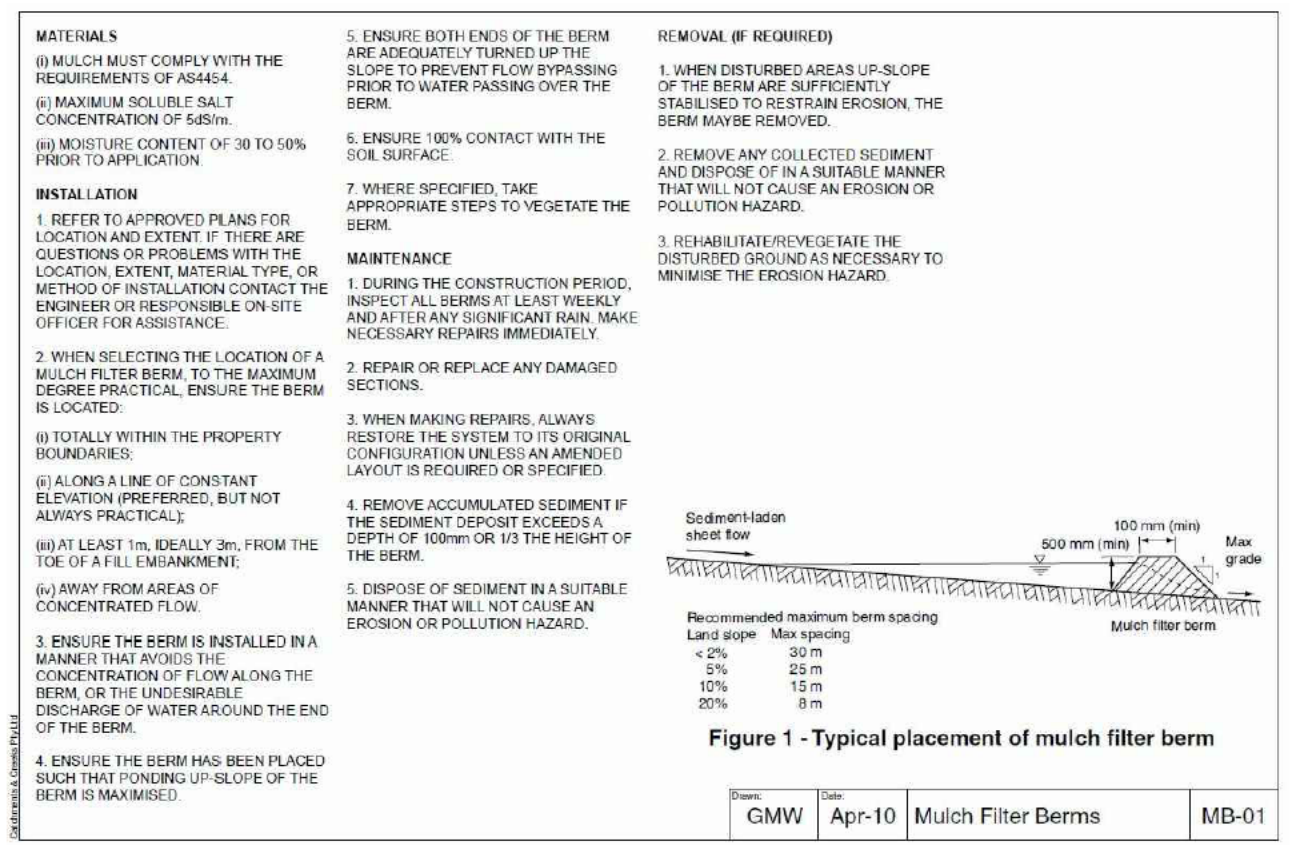 MATERIALS
(i) MULCH MUST COMPLY WITH THE
REQUIREMENTS OF AS4454.
(ii) MAXIMUM SOLUBLE SALT
CONCENTRATION OF 5dS/m.
(iii) MOISTURE CONTENT OF 30 TO 50%
PRIOR TO APPLICATION.
INSTALLATION
1. REFER TO APPROVED PLANS FOR
LOCATION AND EXTENT. IF THERE ARE
QUESTIONS OR PROBLEMS WITH THE
LOCATION, EXTENT, MATERIAL TYPE, OR
METHOD OF INSTALLATION CONTACT THE
ENGINEER OR RESPONSIBLE ON-SITE
OFFICER FOR ASSISTANCE.
2. WHEN SELECTING THE LOCATION OF A
MULCH FILTER BERM, TO THE MAXIMUM
DEGREE PRACTICAL, ENSURE THE BERM
IS LOCATED:
(i) TOTALLY WITHIN THE PROPERTY
BOUNDARIES;
(ii) ALONG A LINE OF CONSTANT
ELEVATION (PREFERRED, BUT NOT
ALWAYS PRACTICAL);
(iii) AT LEAST 1m, IDEALLY 3m, FROM THE
TOE OF A FILL EMBANKMENT;
(iv) AWAY FROM AREAS OF
CONCENTRATED FLOW.
3. ENSURE THE BERM IS INSTALLED IN A
MANNER THAT AVOIDS THE
CONCENTRATION OF FLOW ALONG THE
BERM, OR THE UNDESIRABLE
DISCHARGE OF WATER AROUND THE END
OF THE BERM.
4. ENSURE THE BERM HAS BEEN PLACED
SUCH THAT PONDING UP-SLOPE OF THE
BERM IS MAXIMISED.
5. ENSURE BOTH ENDS OF THE BERM
ARE ADEQUATELY TURNED UP THE
SLOPE TO PREVENT FLOW BYPASSING
PRIOR TO WATER PASSING OVER THE
BERM.
6. ENSURE 100% CONTACT WITH THE
SOIL SURFACE.
7. WHERE SPECIFIED, TAKE
APPROPRIATE STEPS TO VEGETATE THE
BERM.
MAINTENANCE
1. DURING THE CONSTRUCTION PERIOD,
INSPECT ALL BERMS AT LEAST WEEKLY
AND AFTER ANY SIGNIFICANT RAIN. MAKE
NECESSARY REPAIRS IMMEDIATELY.
2. REPAIR OR REPLACE ANY DAMAGED
SECTIONS.
3. WHEN MAKING REPAIRS, ALWAYS
RESTORE THE SYSTEM TO ITS ORIGINAL
CONFIGURATION UNLESS AN AMENDED
LAYOUT IS REQUIRED OR SPECIFIED.
4. REMOVE ACCUMULATED SEDIMENT IF
THE SEDIMENT DEPOSIT EXCEEDS A
DEPTH OF 100mm OR 1/3 THE HEIGHT OF
THE BERM.
5. DISPOSE OF SEDIMENT IN A SUITABLE
MANNER THAT WILL NOT CAUSE AN
EROSION OR POLLUTION HAZARD.
REMOVAL (IF REQUIRED)
1. WHEN DISTURBED AREAS UP-SLOPE
OF THE BERM ARE SUFFICIENTLY
STABILISED TO RESTRAIN EROSION, THE
BERM MAYBE REMOVED.
2. REMOVE ANY COLLECTED SEDIMENT
AND DISPOSE OF IN A SUITABLE MANNER
THAT WILL NOT CAUSE AN EROSION OR
POLLUTION HAZARD.
3. REHABILITATE/REVEGETATE THE
DISTURBED GROUND AS NECESSARY TO
MINIMISE THE EROSION HAZARD.
Sediment-laden
sheet flow
100 mm (min)
500 mm (min)
Max
grade
1
1
Mulch filter berm
Recommended maximum berm spacing
Land slope Max spacing
< 2% 30 m
5% 25 m
10% 15 m
20% 8 m
Figure 1 - Typical placement of mulch filter berm
Catchments & Creeks Pty Ltd
Drawn:
GMW
Date:
Apr-10
Mulch Filter Berms
MB-01